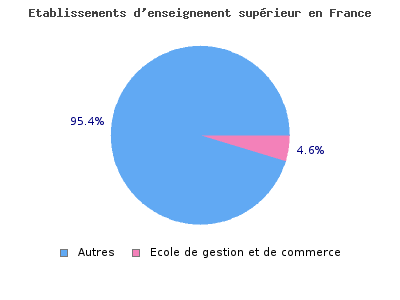 Etablissements d'enseignement supérieur en France
95.4%
4.6%
Autres
Ecole de gestion et de commerce